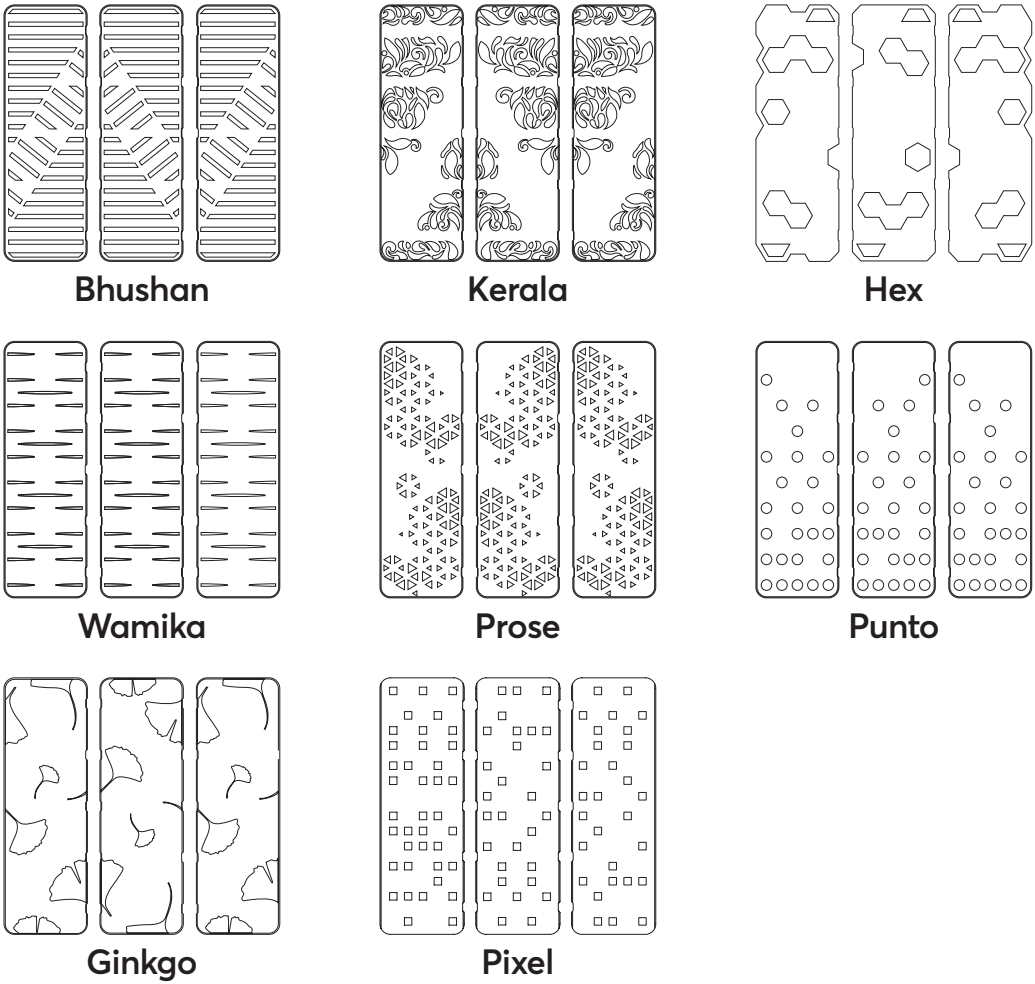 Bhushan
Kerala
Hex
Wamika
Prose
Punto
Ginkgo
Pixel